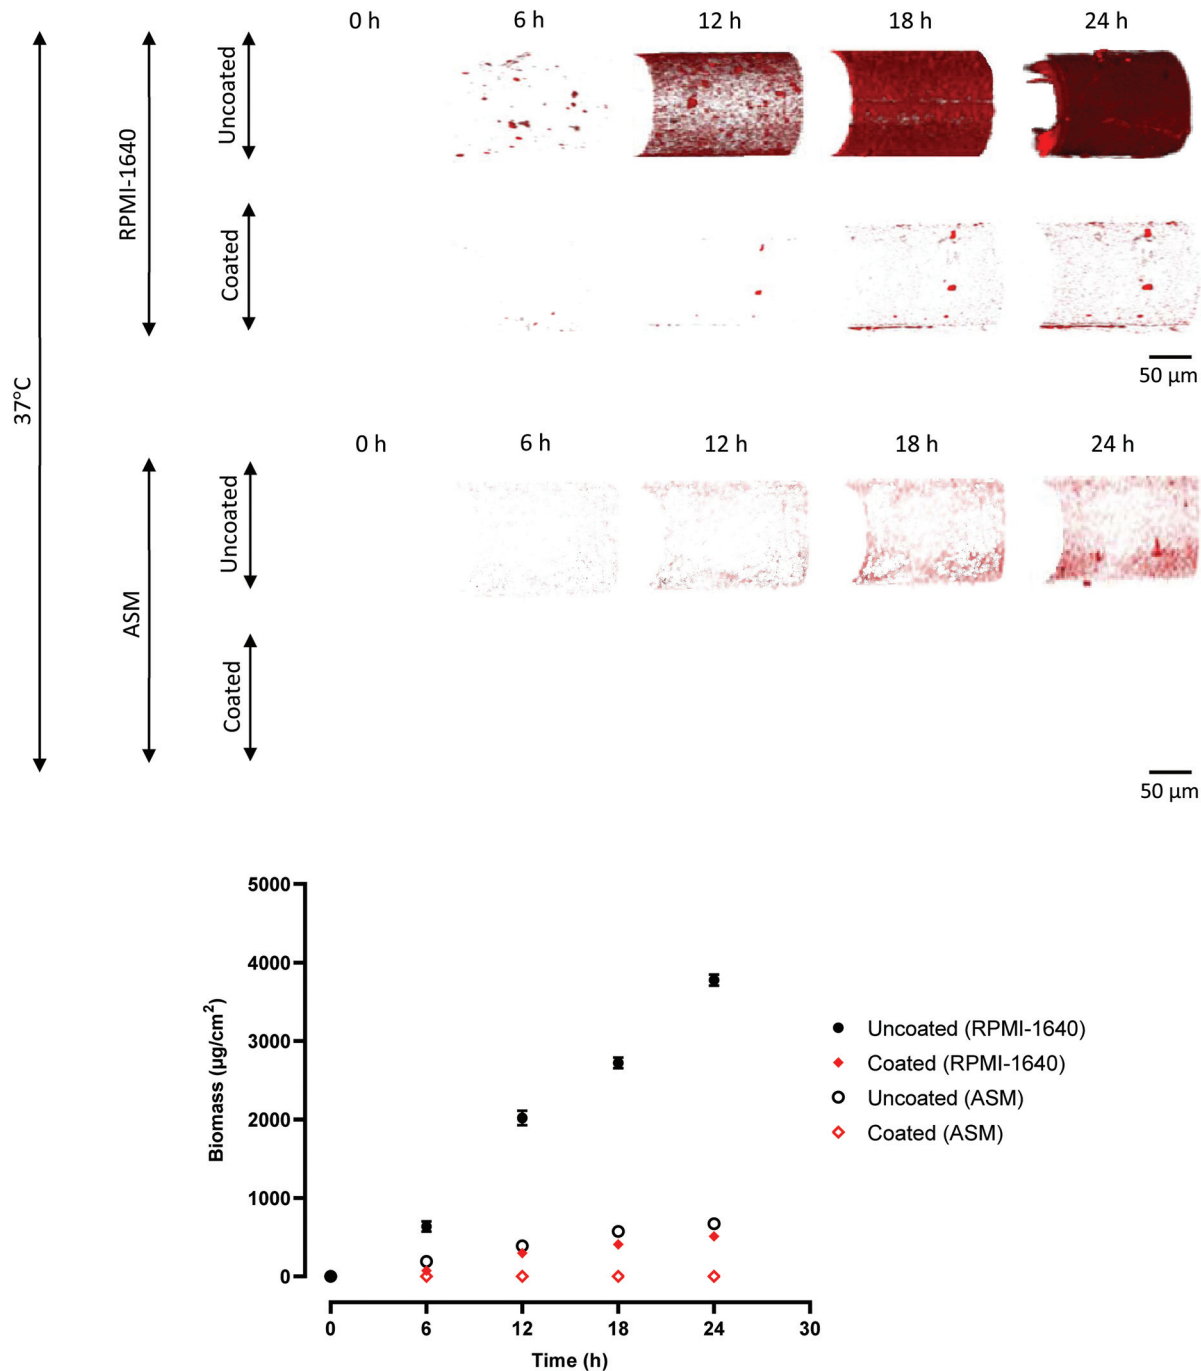 0 h 6 h 12 h 18 h 24 h
Uncoated
RPMI-1640
Coated
50 µm
37°C
0 h 6 h 12 h 18 h 24 h
Uncoated
ASM
Coated
50 µm
5000
4000
3000
2000
1000
0
Biomass (µg/cm²)
0 6 12 18 24 30
Time (h)
Uncoated (RPMI-1640)
Coated (RPMI-1640)
Uncoated (ASM)
Coated (ASM)